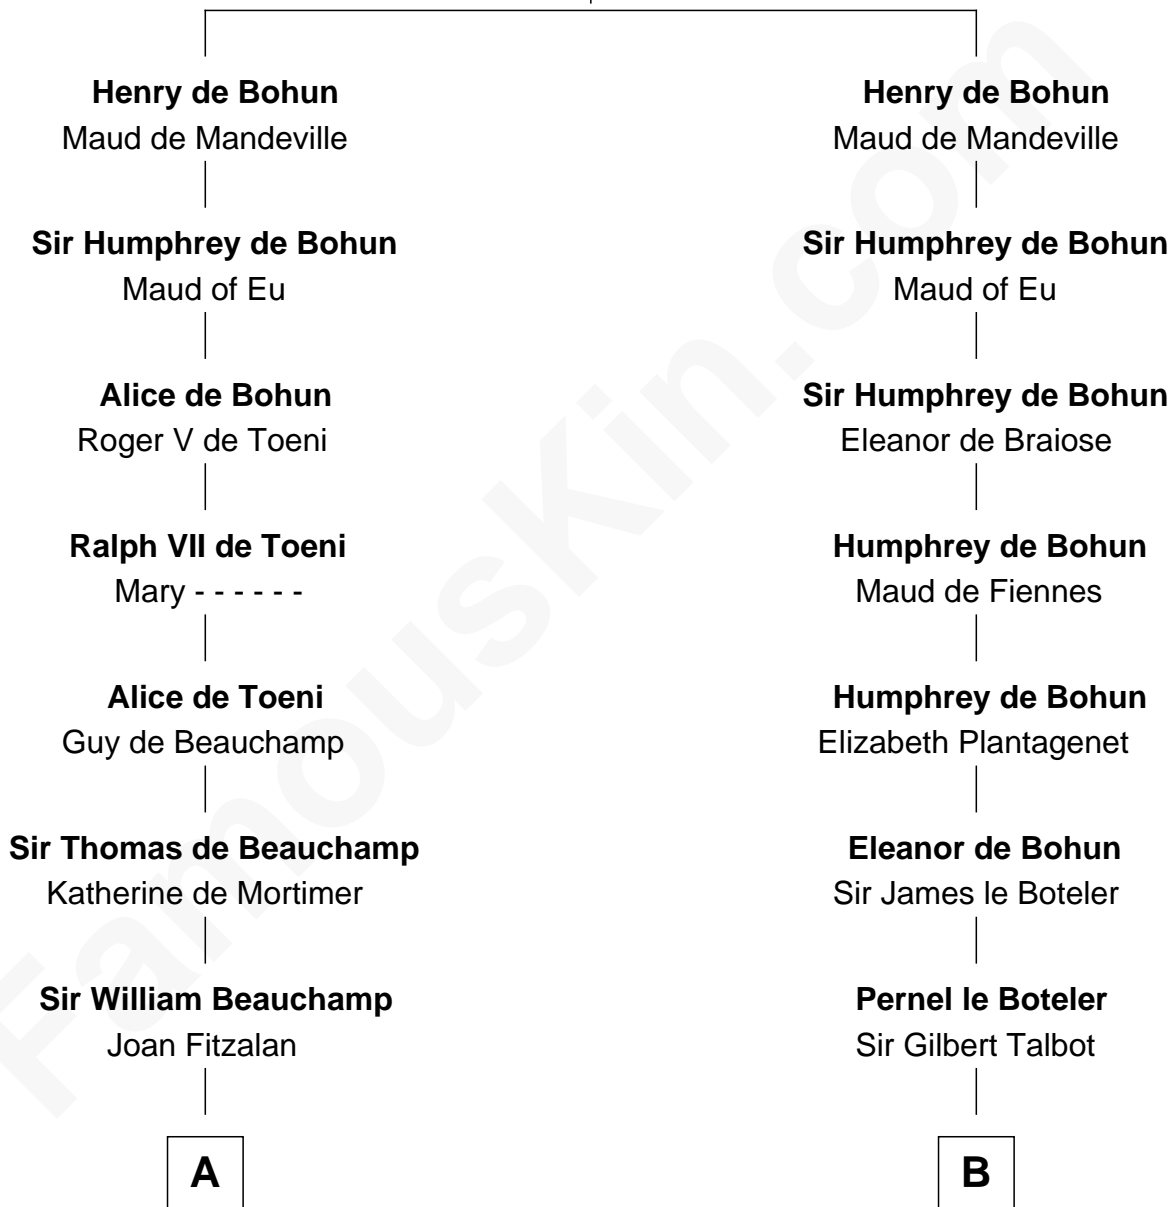 Henry de Bohun
Maud de Mandeville
Sir Humphrey de Bohun
Maud of Eu
Alice de Bohun
Roger V de Toeni
Ralph VII de Toeni
Mary - - - - - -
Alice de Toeni
Guy de Beauchamp
Sir Thomas de Beauchamp
Katherine de Mortimer
Sir William Beauchamp
Joan Fitzalan
A
Henry de Bohun
Maud de Mandeville
Sir Humphrey de Bohun
Maud of Eu
Sir Humphrey de Bohun
Eleanor de Braiose
Humphrey de Bohun
Maud de Fiennes
Humphrey de Bohun
Elizabeth Plantagenet
Eleanor de Bohun
Sir James le Boteler
Pernel le Boteler
Sir Gilbert Talbot
B
FamousKin.com